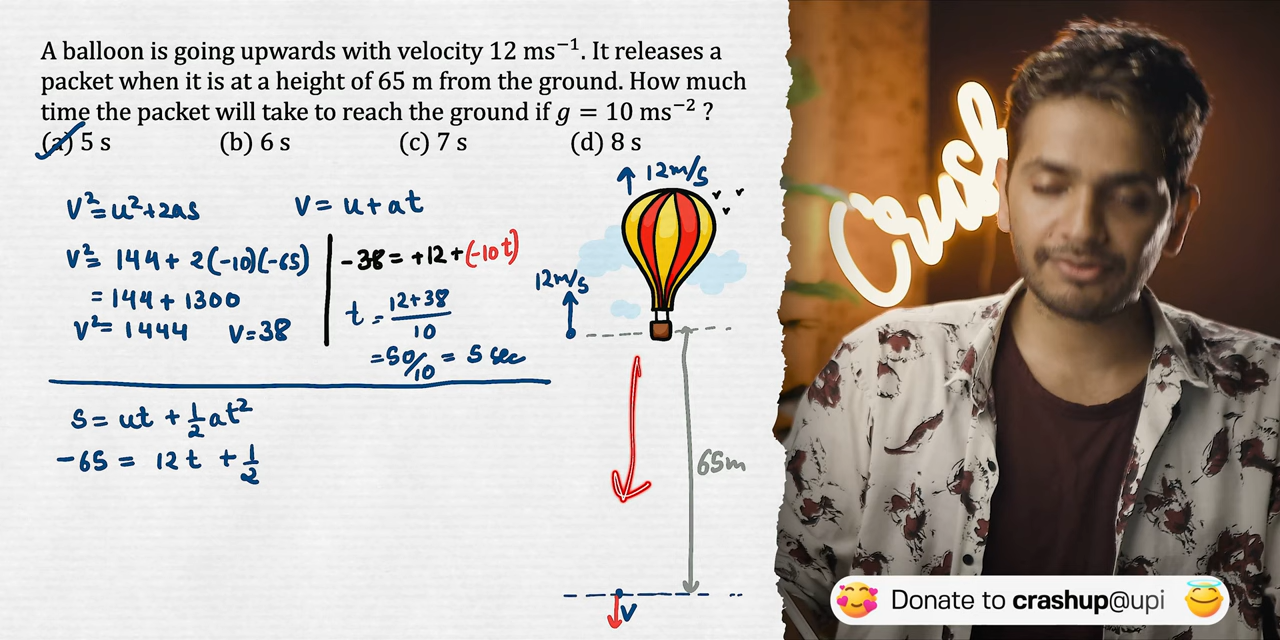 A balloon is going upwards with velocity 12 ms⁻¹. It releases a
packet when it is at a height of 65 m from the ground. How much
time the packet will take to reach the ground if g = 10 ms⁻² ?
(a) 5 s (b) 6 s (c) 7 s (d) 8 s
V² = u² + 2as
V² = 144 + 2(-10)(-65)
= 144 + 1300
V² = 1444 V = 38
V = u + at
-38 = +12 + (-10t)
t = 12+38/10
= 50/10 = 5 sec
S = ut + ½at²
-65 = 12t + ½
12m/s
12m/s
65m
V
Crash
Donate to crashup@upi